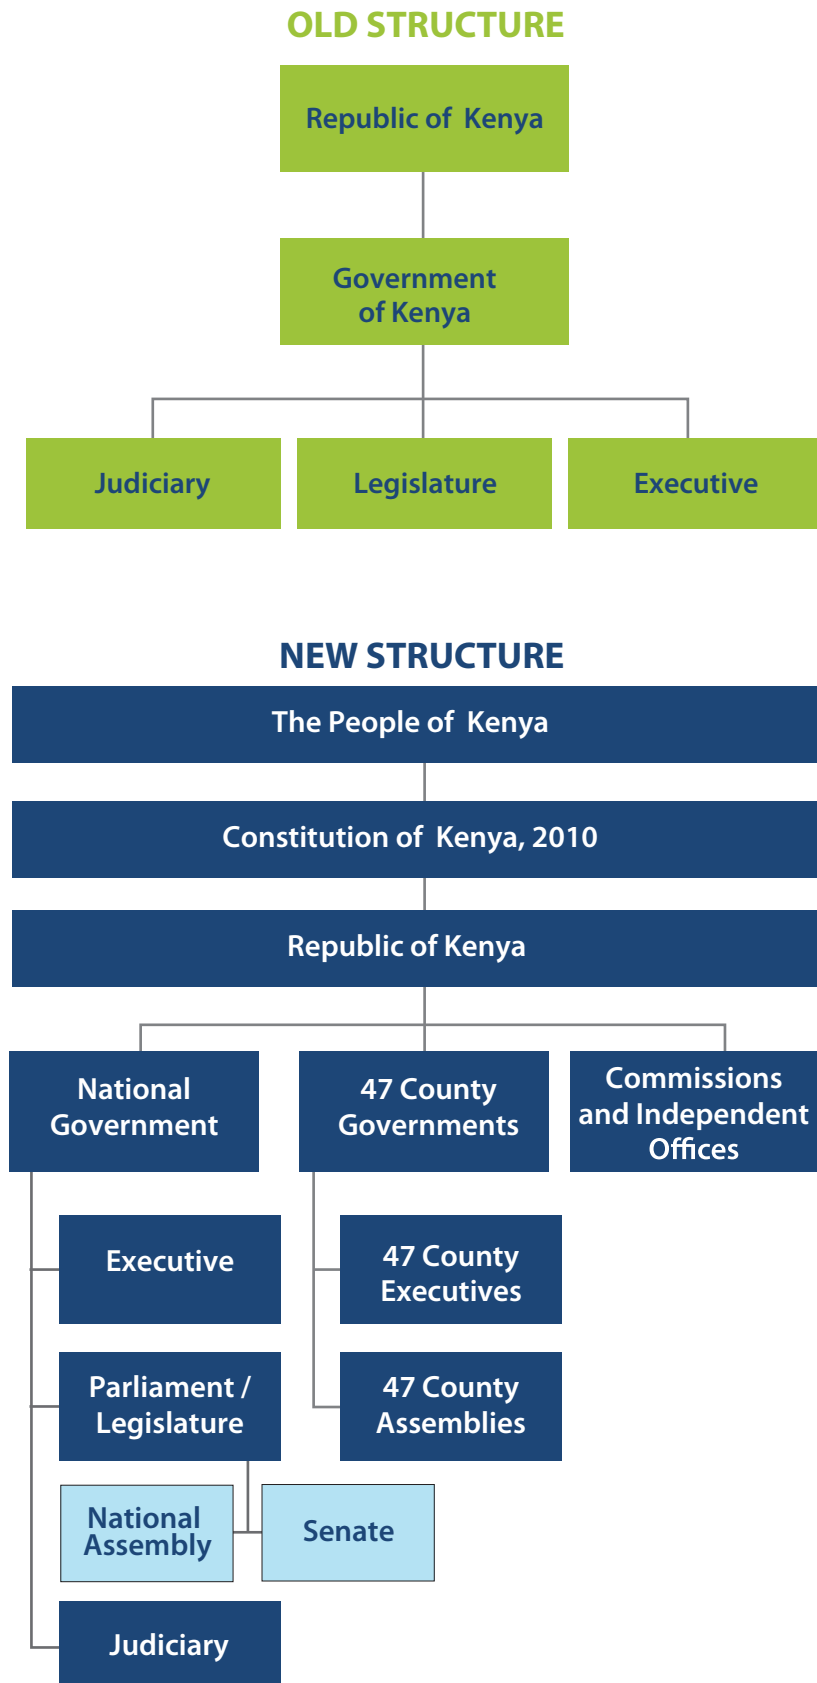 OLD STRUCTURE
Republic of Kenya
Government
of Kenya
Judiciary
Legislature
Executive
NEW STRUCTURE
The People of Kenya
Constitution of Kenya, 2010
Republic of Kenya
National
Government
47 County
Governments
Commissions
and Independent
Offices
Executive
47 County
Executives
Parliament /
Legislature
47 County
Assemblies
National
Assembly
Senate
Judiciary